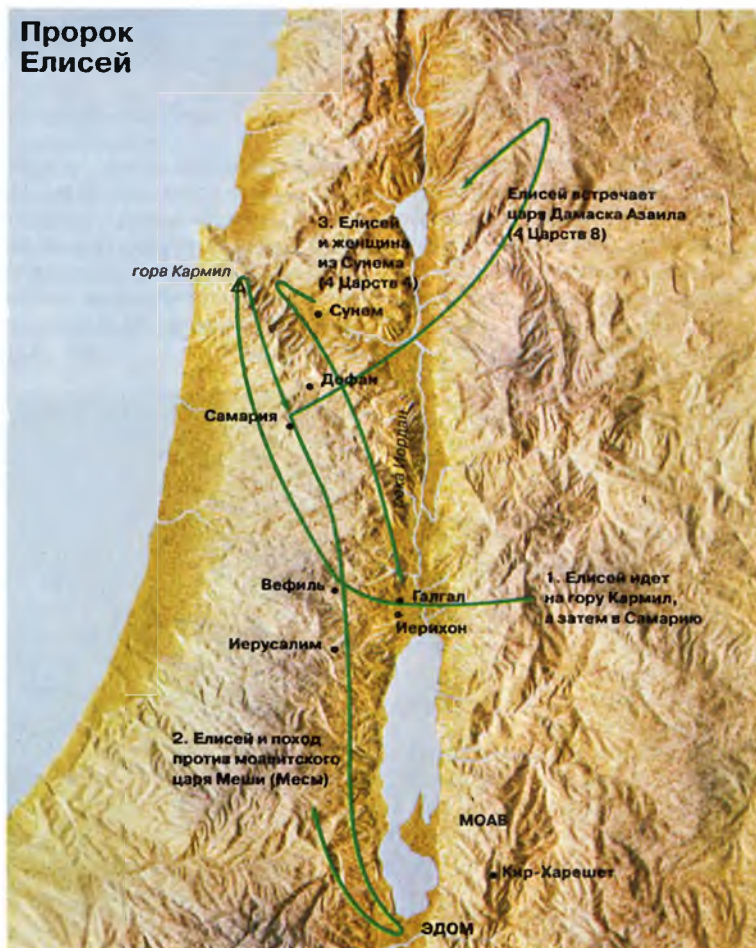 Пророк
Елисей
Елисей встречает
царя Дамаска Азаила
(4 Царств 8)
3. Елисей
и женщина
из Сунема
(4 Царств 4)
гора Кармил
Сунем
Дофан
Самария
река Иордан
Вефиль
Галгал
Иерихон
1. Елисей идет
на гору Кармил,
а затем в Самарию
Иерусалим
2. Елисей и поход
против моавитского
царя Меши (Месы)
МОАВ
Кир-Харешет
ЭДОМ